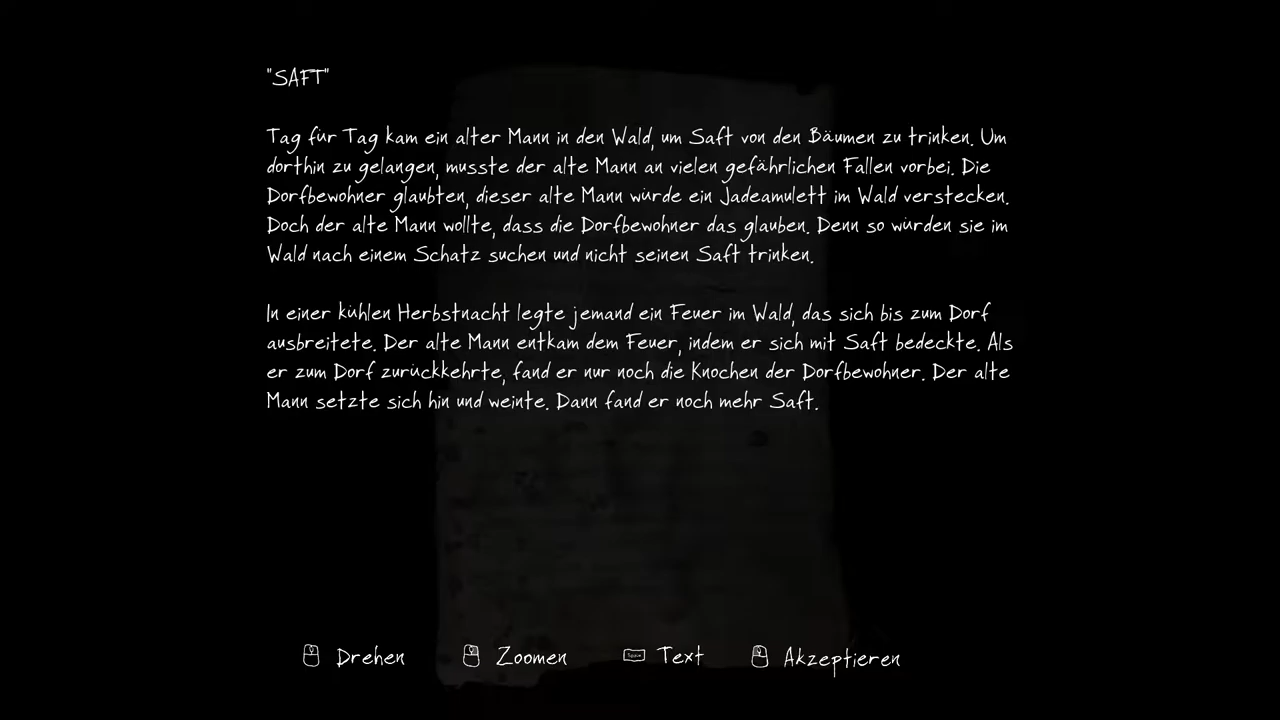 "SAFT"
Tag für Tag kam ein alter Mann in den Wald, um Saft von den Bäumen zu trinken. Um
dorthin zu gelangen, musste der alte Mann an vielen gefährlichen Fallen vorbei. Die
Dorfbewohner glaubten, dieser alte Mann würde ein Jadeamulett im Wald verstecken.
Doch der alte Mann wollte, dass die Dorfbewohner das glauben. Denn so würden sie im
Wald nach einem Schatz suchen und nicht seinen Saft trinken.
In einer kühlen Herbstnacht legte jemand ein Feuer im Wald, das sich bis zum Dorf
ausbreitete. Der alte Mann entkam dem Feuer, indem er sich mit Saft bedeckte. Als
er zum Dorf zurückkehrte, fand er nur noch die Knochen der Dorfbewohner. Der alte
Mann setzte sich hin und weinte. Dann fand er noch mehr Saft.
Drehen Zoomen Text Akzeptieren